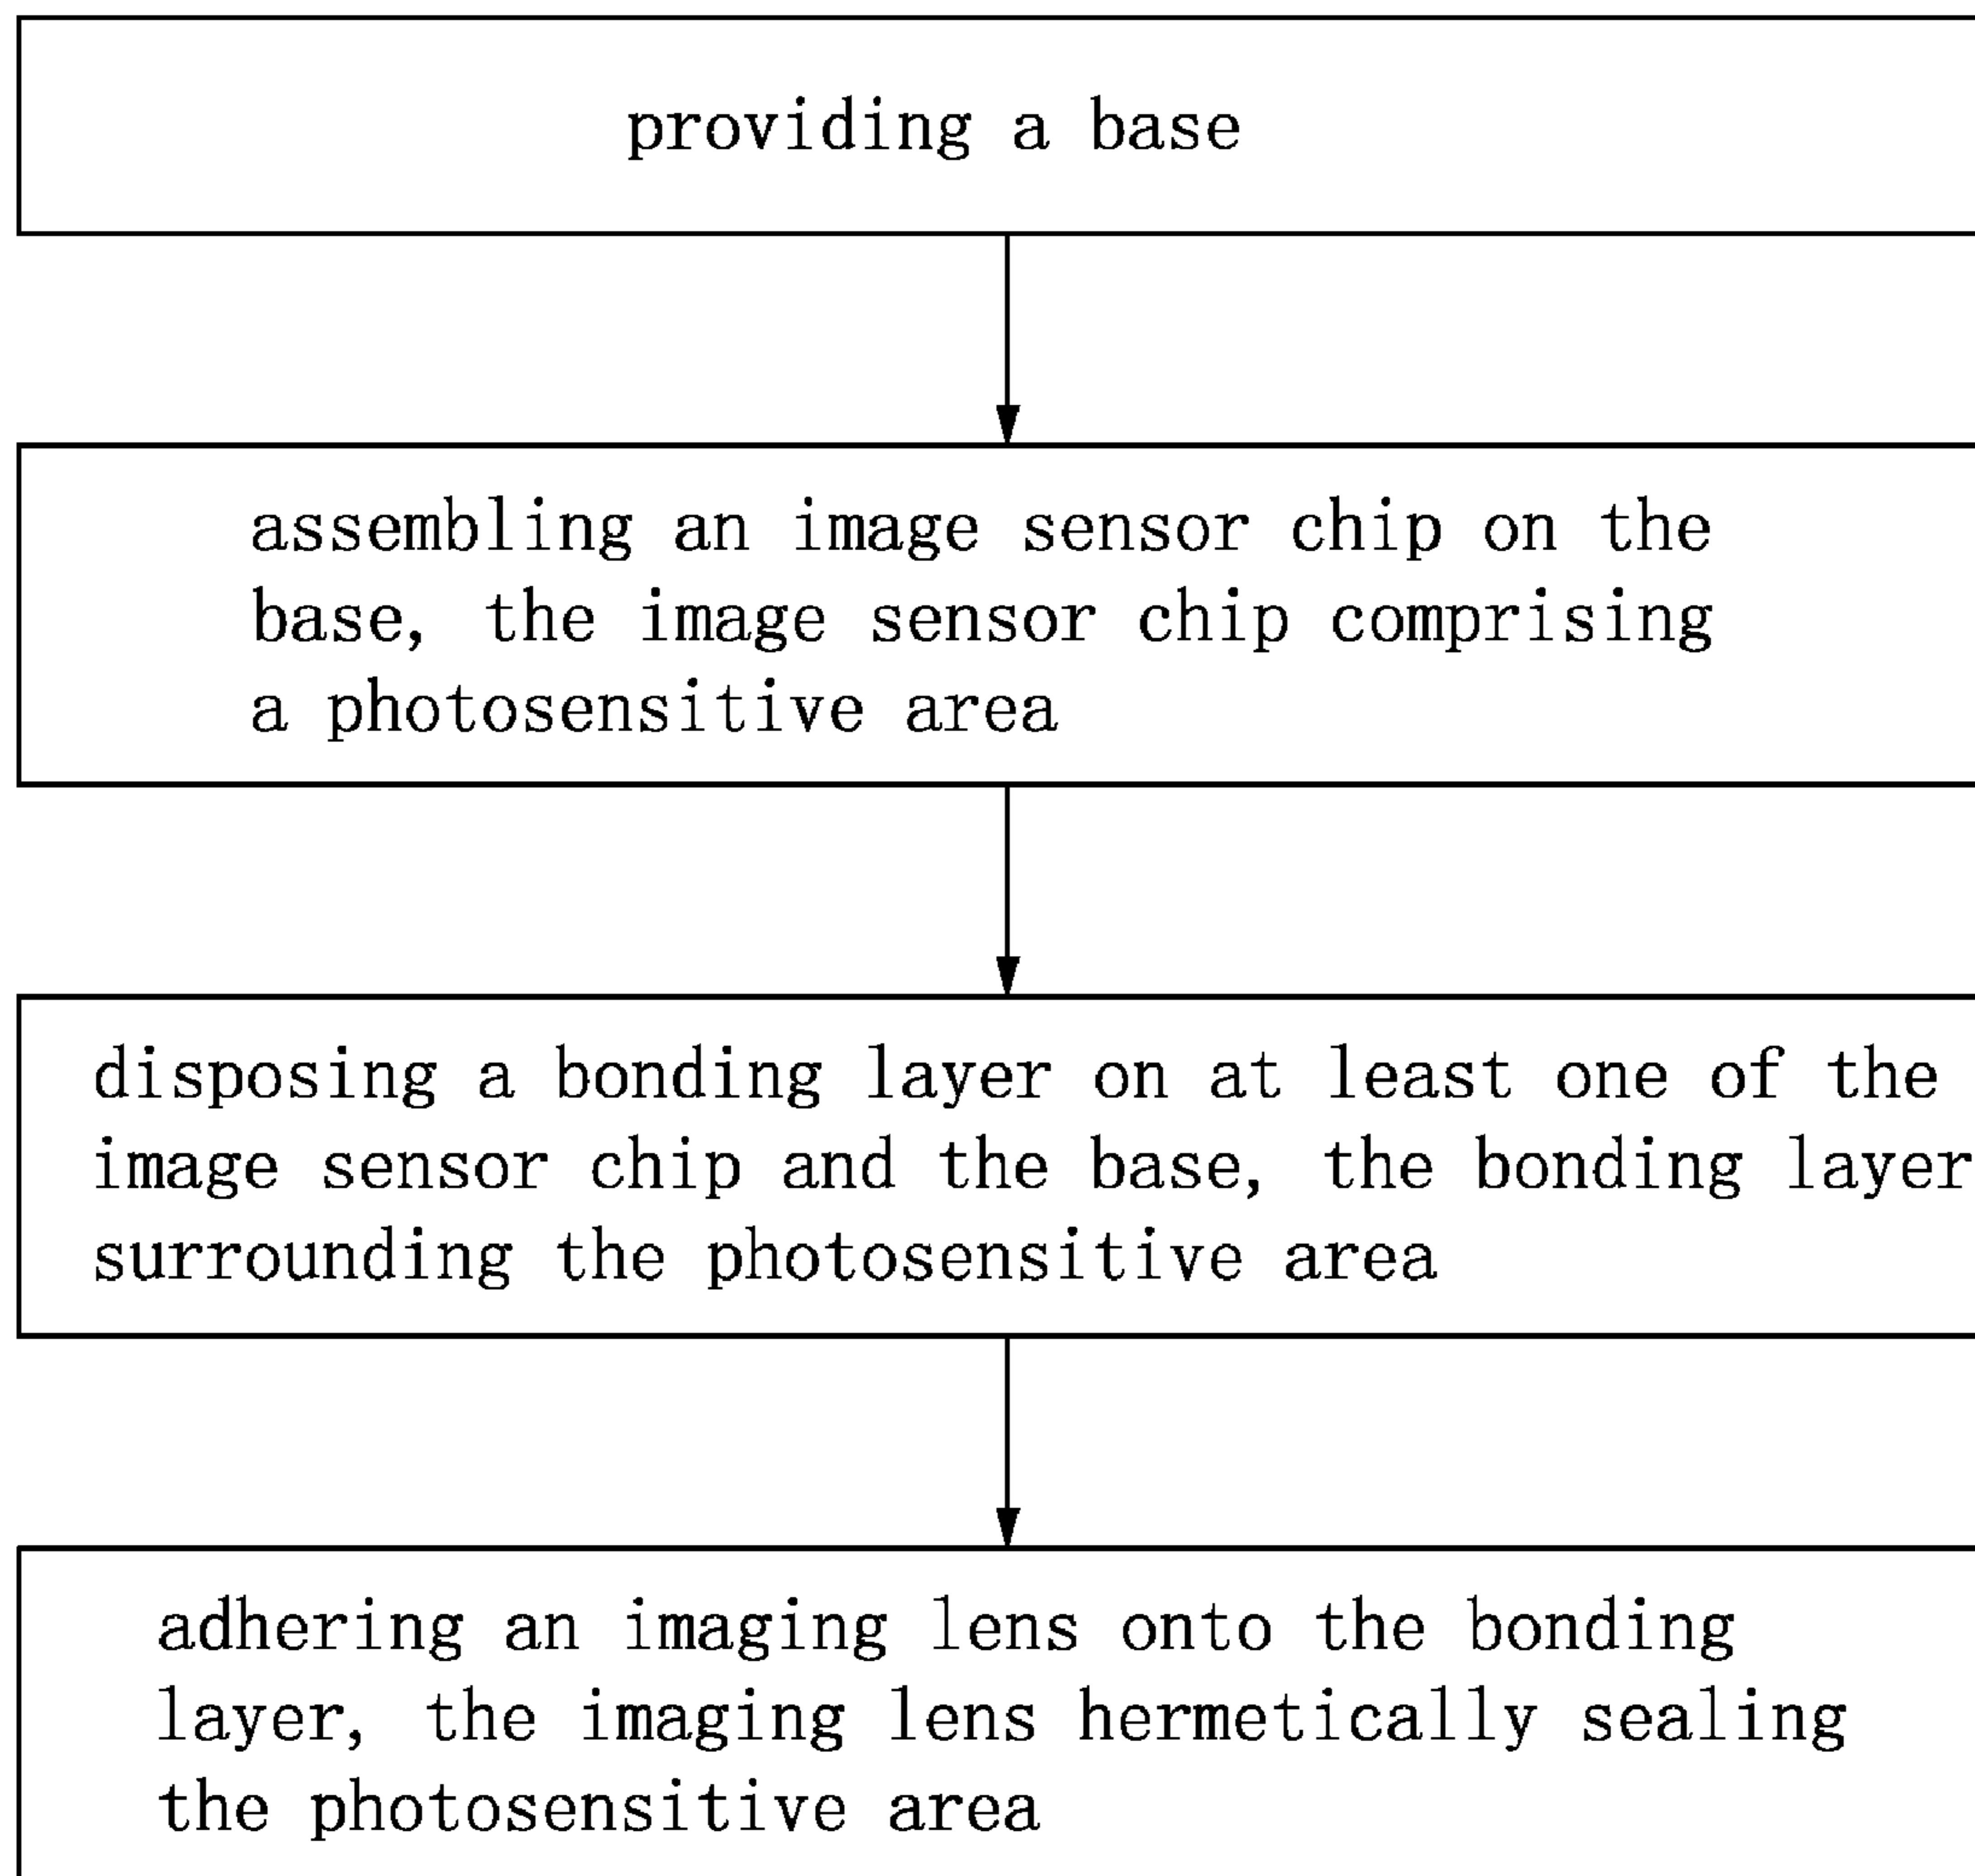 providing a base
assembling an image sensor chip on the
base, the image sensor chip comprising
a photosensitive area
disposing a bonding layer on at least one of the
image sensor chip and the base, the bonding layer
surrounding the photosensitive area
adhering an imaging lens onto the bonding
layer, the imaging lens hermetically sealing
the photosensitive area